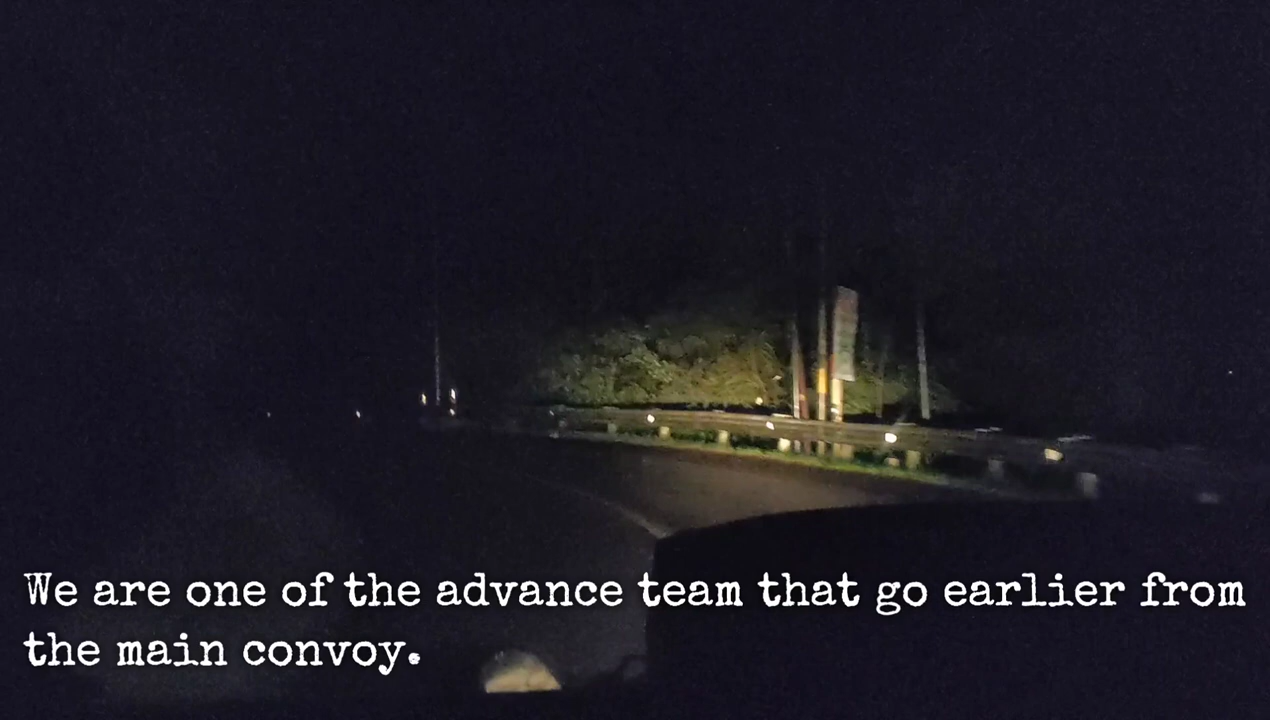 We are one of the advance team that go earlier from
the main convoy.